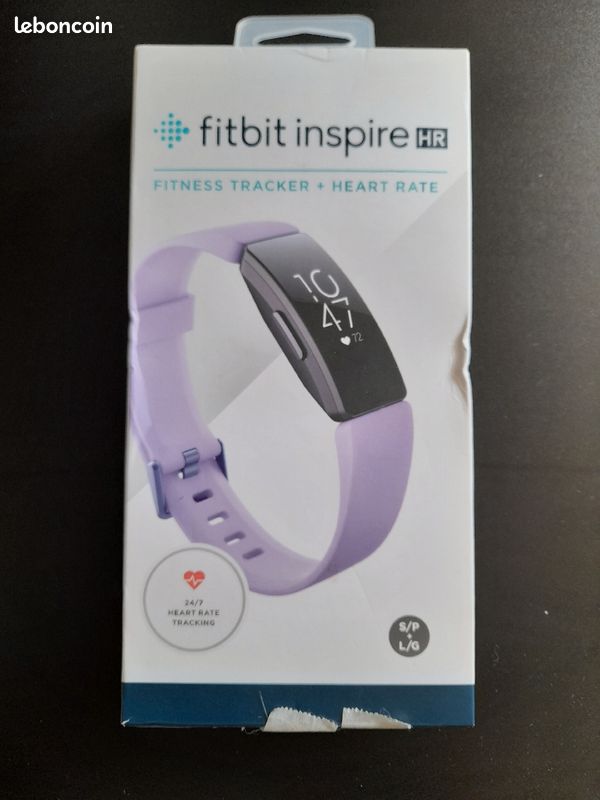 leboncoin
fitbit inspire HR
FITNESS TRACKER + HEART RATE
10
47
72
24/7
HEART RATE
TRACKING
S/P
+
L/G